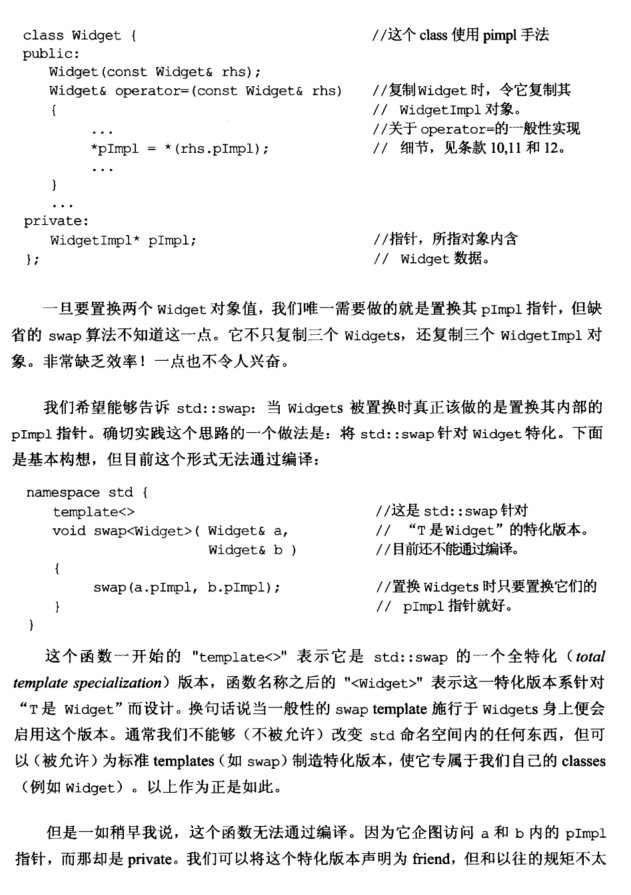 class Widget { //这个 class 使用 pimpl 手法
public:
Widget(const Widget& rhs);
Widget& operator=(const Widget& rhs) //复制Widget 时，令它复制其
{ // WidgetImpl 对象。
... //关于 operator=的一般性实现
*pImpl = *(rhs.pImpl); // 细节，见条款 10,11 和 12。
...
}
...
private:
WidgetImpl* pImpl; //指针，所指对象内含
}; // Widget 数据。
一旦要置换两个 Widget 对象值，我们唯一需要做的就是置换其 pImpl 指针，但缺
省的 swap 算法不知道这一点。它不只复制三个 Widgets，还复制三个 WidgetImpl 对
象。非常缺乏效率！一点也不令人兴奋。
我们希望能够告诉 std::swap：当 Widgets 被置换时真正该做的是置换其内部的
pImpl 指针。确切实践这个思路的一个做法是：将 std::swap 针对 Widget 特化。下面
是基本构想，但目前这个形式无法通过编译：
namespace std {
template<> //这是 std::swap 针对
void swap<Widget>( Widget& a, // “T 是 Widget”的特化版本。
Widget& b ) //目前还不能通过编译。
{
swap(a.pImpl, b.pImpl); //置换 Widgets 时只要置换它们的
} // pImpl 指针就好。
}
这个函数一开始的 "template<>" 表示它是 std::swap 的一个全特化（total
template specialization）版本，函数名称之后的 "<Widget>" 表示这一特化版本系针对
“T 是 Widget”而设计。换句话说当一般性的 swap template 施行于 Widgets 身上便会
启用这个版本。通常我们不能够（不被允许）改变 std 命名空间内的任何东西，但可
以（被允许）为标准 templates（如 swap）制造特化版本，使它专属于我们自己的 classes
（例如 Widget）。以上作为正是如此。
但是一如稍早我说，这个函数无法通过编译。因为它企图访问 a 和 b 内的 pImpl
指针，而那却是 private。我们可以将这个特化版本声明为 friend，但和以往的规矩不太